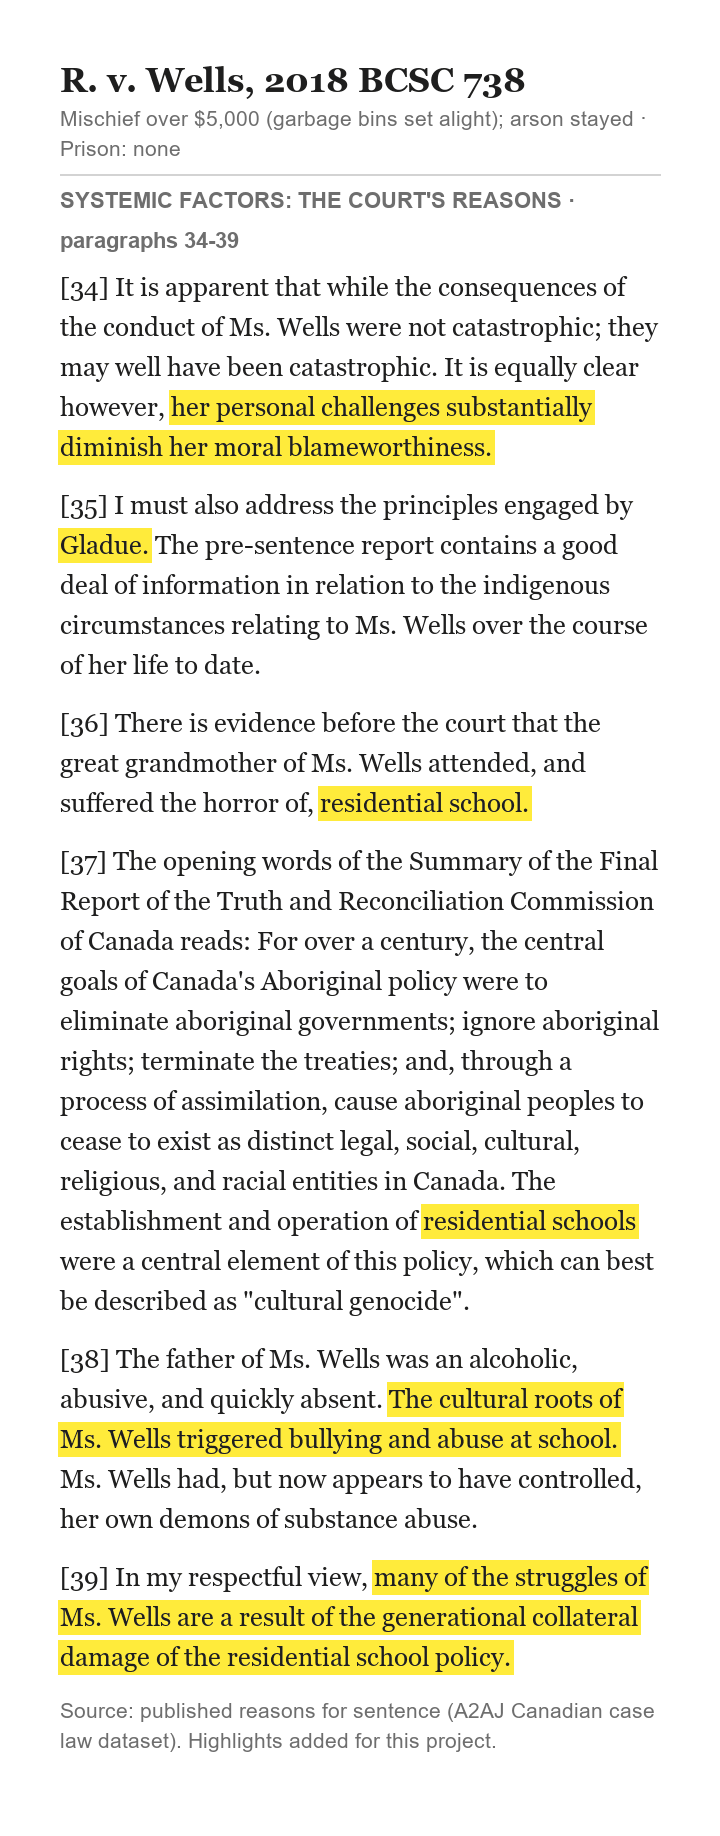 R. v. Wells, 2018 BCSC 738
Mischief over $5,000 (garbage bins set alight); arson stayed ·
Prison: none
SYSTEMIC FACTORS: THE COURT'S REASONS ·
paragraphs 34-39
[34] It is apparent that while the consequences of
the conduct of Ms. Wells were not catastrophic; they
may well have been catastrophic. It is equally clear
however, her personal challenges substantially
diminish her moral blameworthiness.
[35] I must also address the principles engaged by
Gladue. The pre-sentence report contains a good
deal of information in relation to the indigenous
circumstances relating to Ms. Wells over the course
of her life to date.
[36] There is evidence before the court that the
great grandmother of Ms. Wells attended, and
suffered the horror of, residential school.
[37] The opening words of the Summary of the Final
Report of the Truth and Reconciliation Commission
of Canada reads: For over a century, the central
goals of Canada's Aboriginal policy were to
eliminate aboriginal governments; ignore aboriginal
rights; terminate the treaties; and, through a
process of assimilation, cause aboriginal peoples to
cease to exist as distinct legal, social, cultural,
religious, and racial entities in Canada. The
establishment and operation of residential schools
were a central element of this policy, which can best
be described as "cultural genocide".
[38] The father of Ms. Wells was an alcoholic,
abusive, and quickly absent. The cultural roots of
Ms. Wells triggered bullying and abuse at school.
Ms. Wells had, but now appears to have controlled,
her own demons of substance abuse.
[39] In my respectful view, many of the struggles of
Ms. Wells are a result of the generational collateral
damage of the residential school policy.
Source: published reasons for sentence (A2AJ Canadian case
law dataset). Highlights added for this project.